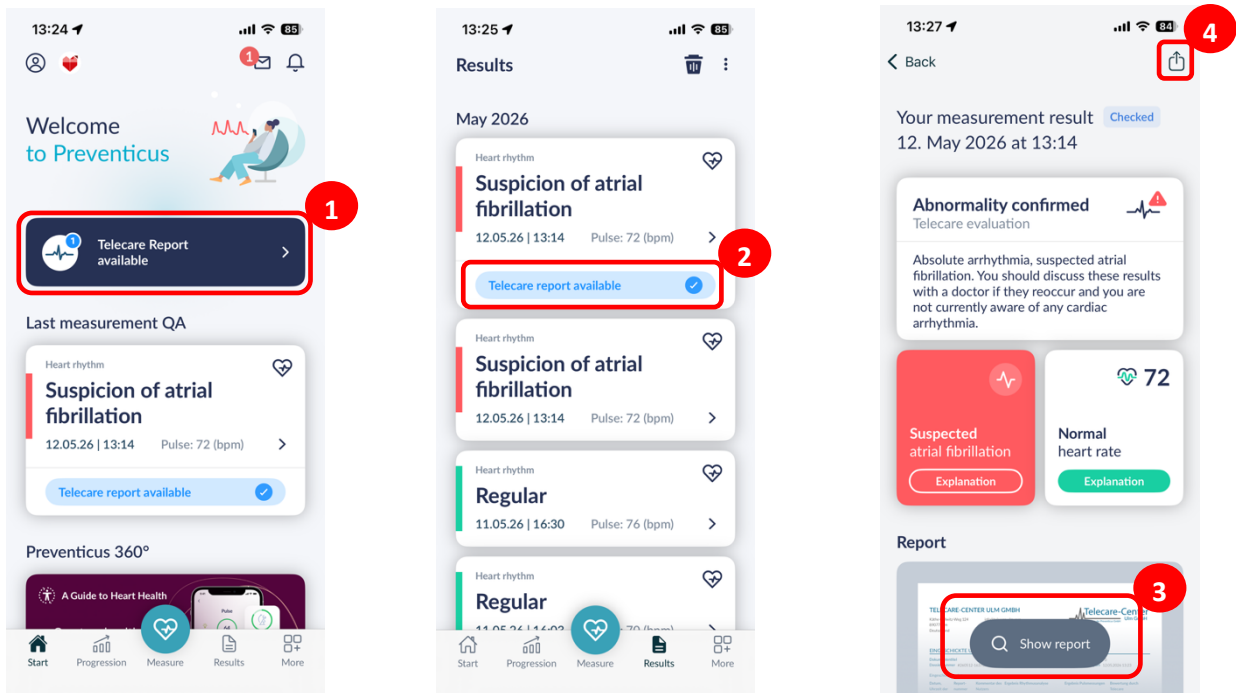 13:24
85
1
Welcome
to Preventicus
1
1
Telecare Report
available
Last measurement QA
Heart rhythm
Suspicion of atrial
fibrillation
12.05.26 | 13:14 Pulse: 72 (bpm)
Telecare report available
Preventicus 360°
A Guide to Heart Health
Pulse
Start
Progression
Measure
Results
More
13:25
85
Results
May 2026
Heart rhythm
Suspicion of atrial
fibrillation
12.05.26 | 13:14 Pulse: 72 (bpm)
2
Telecare report available
Heart rhythm
Suspicion of atrial
fibrillation
12.05.26 | 13:14 Pulse: 72 (bpm)
Heart rhythm
Regular
11.05.26 | 16:30 Pulse: 76 (bpm)
Heart rhythm
Regular
Start
Progression
Measure
Results
More
13:27
84
4
Back
Your measurement result Checked
12. May 2026 at 13:14
Abnormality confirmed
Telecare evaluation
Absolute arrhythmia, suspected atrial
fibrillation. You should discuss these results
with a doctor if they reoccur and you are
not currently aware of any cardiac
arrhythmia.
72
Suspected
atrial fibrillation
Explanation
Normal
heart rate
Explanation
Report
3
TELECARE-CENTER ULM GMBH
Telecare-Center
Ulm GmbH
Show report